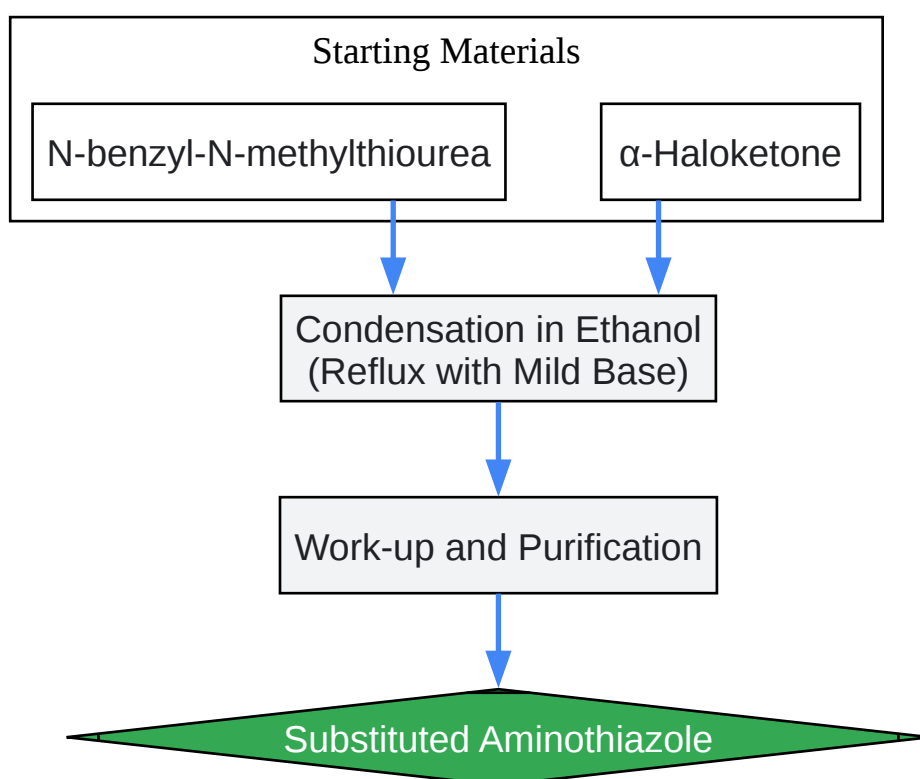 Starting Materials
N-benzyl-N-methylthiourea
α-Haloketone
Condensation in Ethanol
(Reflux with Mild Base)
Work-up and Purification
Substituted Aminothiazole